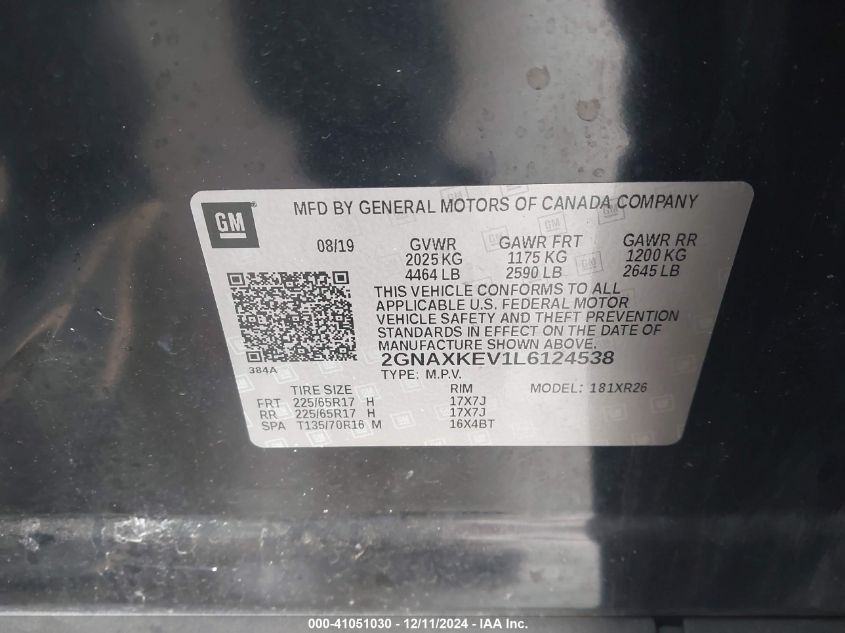 GM
MFD BY GENERAL MOTORS OF CANADA COMPANY
08/19 GVWR GAWR FRT GAWR RR
2025 KG 1175 KG 1200 KG
4464 LB 2590 LB 2645 LB
THIS VEHICLE CONFORMS TO ALL
APPLICABLE U.S. FEDERAL MOTOR
VEHICLE SAFETY AND THEFT PREVENTION
STANDARDS IN EFFECT ON THE DATE OF
MANUFACTURE SHOWN ABOVE.
384A 2GNAXKEV1L6124538
TYPE: M.P.V.
TIRE SIZE RIM MODEL: 181XR26
FRT 225/65R17 H 17X7J
RR 225/65R17 H 17X7J
SPA T135/70R16 M 16X4BT
000-41051030 - 12/11/2024 - IAA Inc.